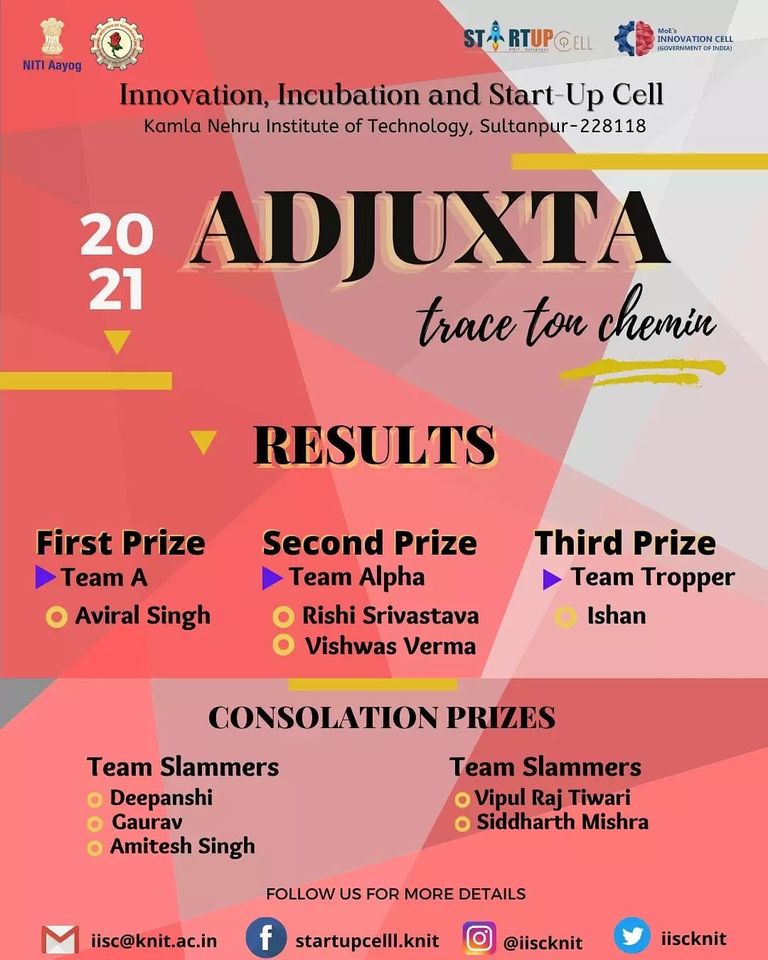 NITI Aayog
STARTUP CELL
KNIT Sultanpur
MoE's
INNOVATION CELL
(GOVERNMENT OF INDIA)
Innovation, Incubation and Start-Up Cell
Kamla Nehru Institute of Technology, Sultanpur-228118
20
21
ADJUXTA
trace ton chemin
RESULTS
First Prize
Team A
Aviral Singh
Second Prize
Team Alpha
Rishi Srivastava
Vishwas Verma
Third Prize
Team Tropper
Ishan
CONSOLATION PRIZES
Team Slammers
Deepanshi
Gaurav
Amitesh Singh
Team Slammers
Vipul Raj Tiwari
Siddharth Mishra
FOLLOW US FOR MORE DETAILS
iisc@knit.ac.in
startupcelll.knit
@iiscknit
iiscknit